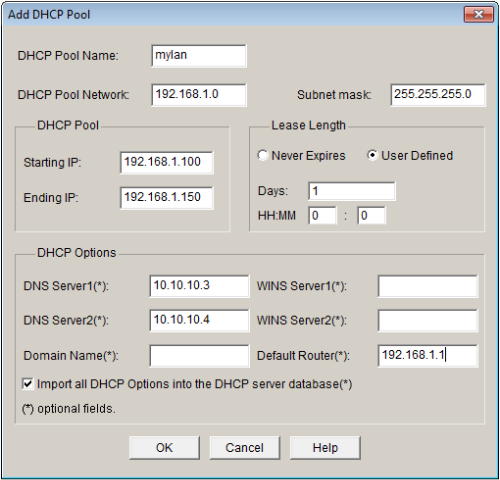 Add DHCP Pool
DHCP Pool Name: mylan
DHCP Pool Network: 192.168.1.0 Subnet mask: 255.255.255.0
DHCP Pool
Starting IP: 192.168.1.100
Ending IP: 192.168.1.150
Lease Length
Never Expires User Defined
Days: 1
HH:MM 0 : 0
DHCP Options
DNS Server1(*): 10.10.10.3 WINS Server1(*):
DNS Server2(*): 10.10.10.4 WINS Server2(*):
Domain Name(*): Default Router(*): 192.168.1.1
Import all DHCP Options into the DHCP server database(*)
(*) optional fields.
OK Cancel Help